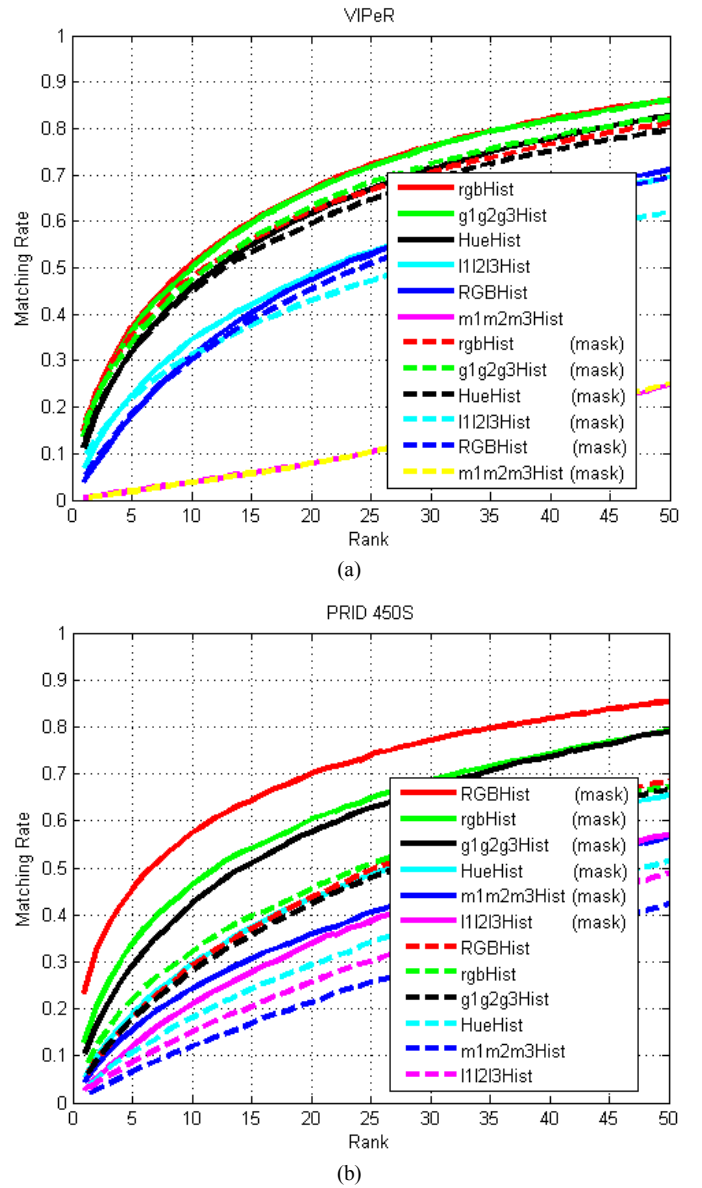 VIPeR
1
0.9
0.8
0.7
0.6
0.5
0.4
0.3
0.2
0.1
0
Matching Rate
rgbHist
g1g2g3Hist
HueHist
l1l2l3Hist
RGBHist
m1m2m3Hist
rgbHist (mask)
g1g2g3Hist (mask)
HueHist (mask)
l1l2l3Hist (mask)
RGBHist (mask)
m1m2m3Hist (mask)
0 5 10 15 20 25 30 35 40 45 50
Rank
(a)
PRID 450S
1
0.9
0.8
0.7
0.6
0.5
0.4
0.3
0.2
0.1
0
Matching Rate
RGBHist (mask)
rgbHist (mask)
g1g2g3Hist (mask)
HueHist (mask)
m1m2m3Hist (mask)
l1l2l3Hist (mask)
RGBHist
rgbHist
g1g2g3Hist
HueHist
m1m2m3Hist
l1l2l3Hist
0 5 10 15 20 25 30 35 40 45 50
Rank
(b)